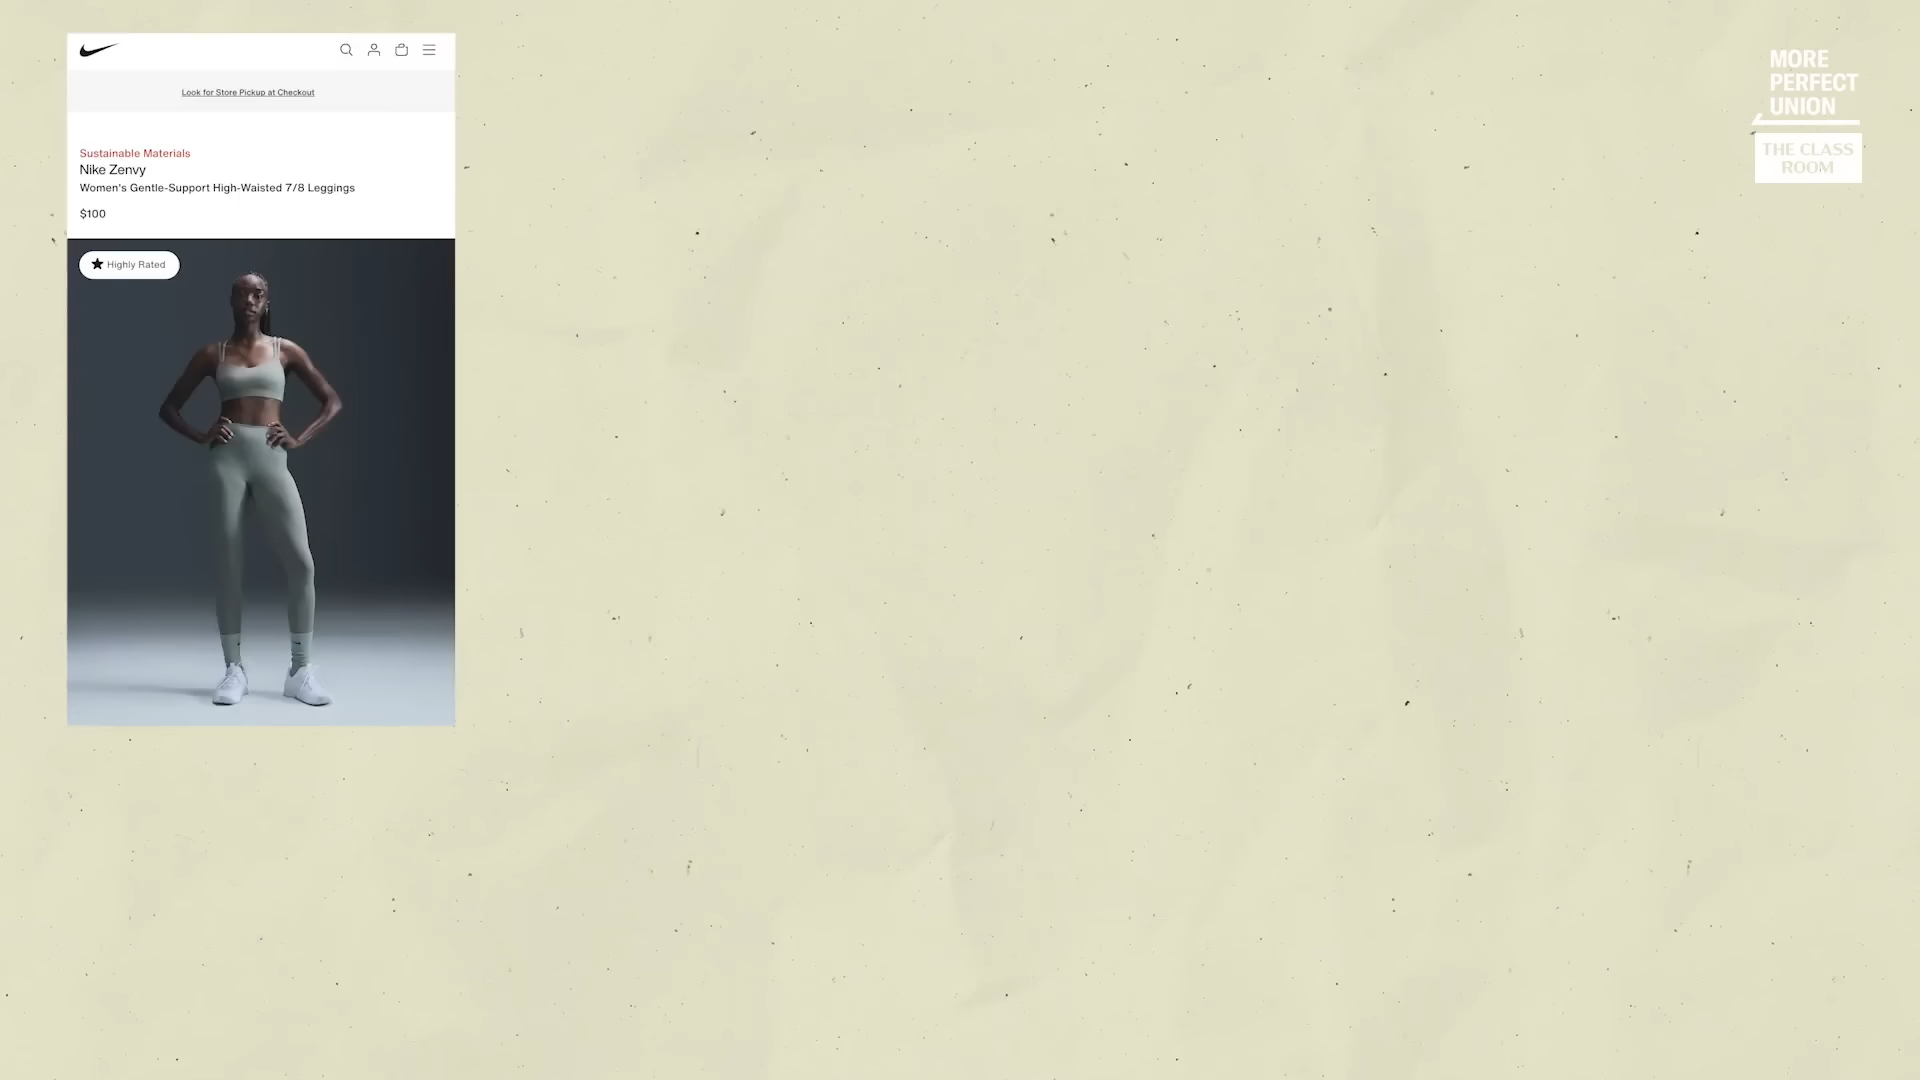 Look for Store Pickup at Checkout
Sustainable Materials
Nike Zenvy
Women's Gentle-Support High-Waisted 7/8 Leggings
$100
Highly Rated
MORE
PERFECT
UNION
THE CLASS
ROOM